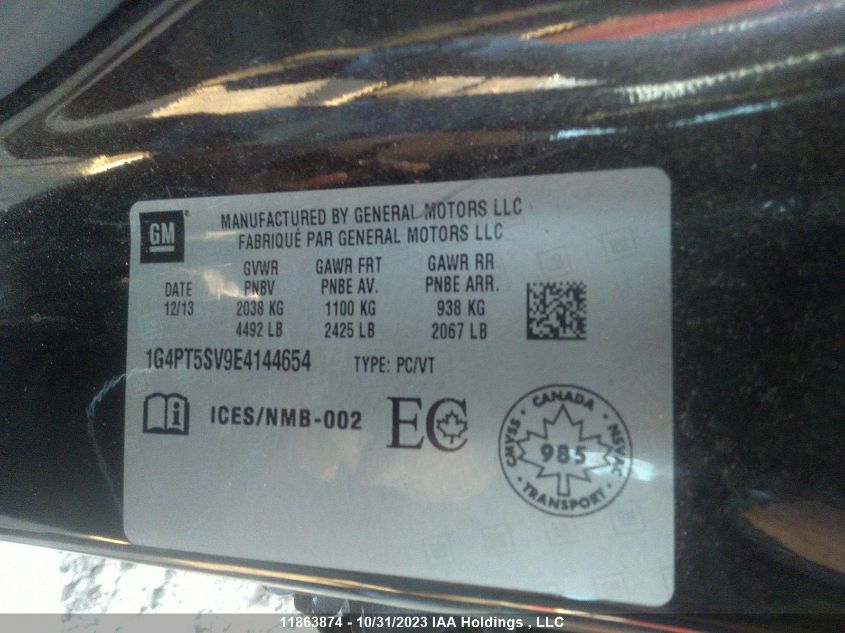 GM
MANUFACTURED BY GENERAL MOTORS LLC
FABRIQUÉ PAR GENERAL MOTORS LLC
GVWR GAWR FRT GAWR RR
DATE PNBV PNBE AV. PNBE ARR.
12/13 2038 KG 1100 KG 938 KG
4492 LB 2425 LB 2067 LB
1G4PT5SV9E4144654 TYPE: PC/VT
i ICES/NMB-002 EC
CANADA
CMVSS 985 NSVAC
TRANSPORT
11863874 - 10/31/2023 IAA Holdings , LLC